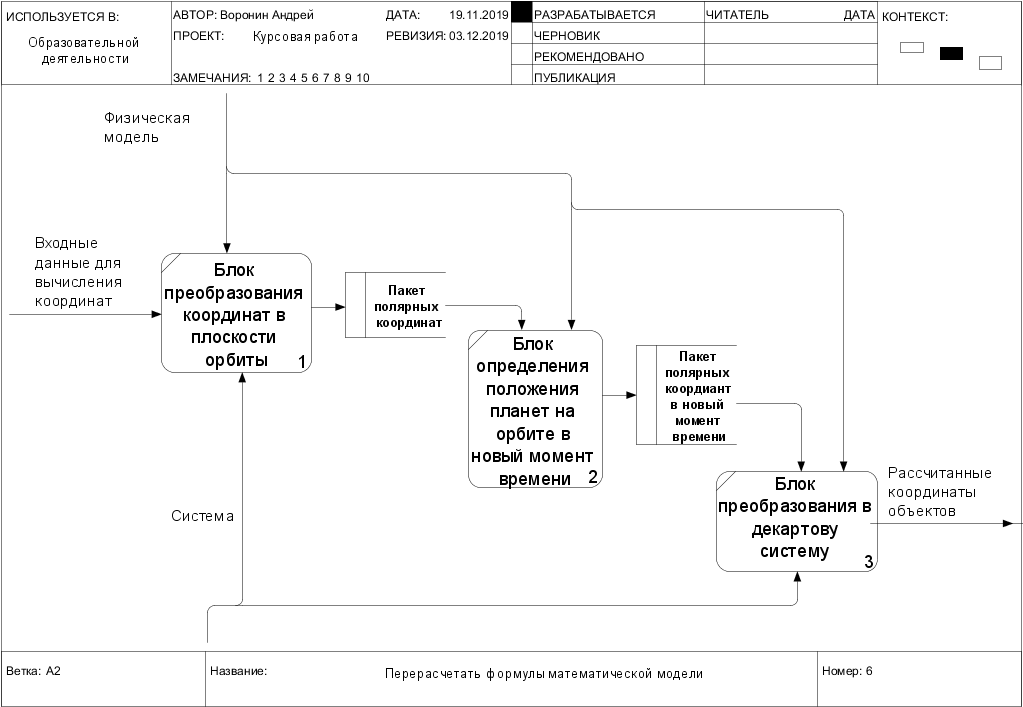 ИСПОЛЬЗУЕТСЯ В:
Образовательной
деятельности
АВТОР: Воронин Андрей
ДАТА: 19.11.2019
ПРОЕКТ: Курсовая работа
РЕВИЗИЯ: 03.12.2019
ЗАМЕЧАНИЯ: 1 2 3 4 5 6 7 8 9 10
РАЗРАБАТЫВАЕТСЯ
ЧЕРНОВИК
РЕКОМЕНДОВАНО
ПУБЛИКАЦИЯ
ЧИТАТЕЛЬ ДАТА
КОНТЕКСТ:
Физическая
модель
Входные
данные для
вычисления
координат
Блок
преобразования
координат в
плоскости
орбиты
1
Пакет
полярных
координат
Блок
определения
положения
планет на
орбите в
новый момент
времени
2
Пакет
полярных
коордиант
в новый
момент
времени
Блок
преобразования в
декартову
систему
3
Рассчитанные
координаты
объектов
Система
Ветка: A2
Название:
Перерасчетать формулы математической модели
Номер: 6